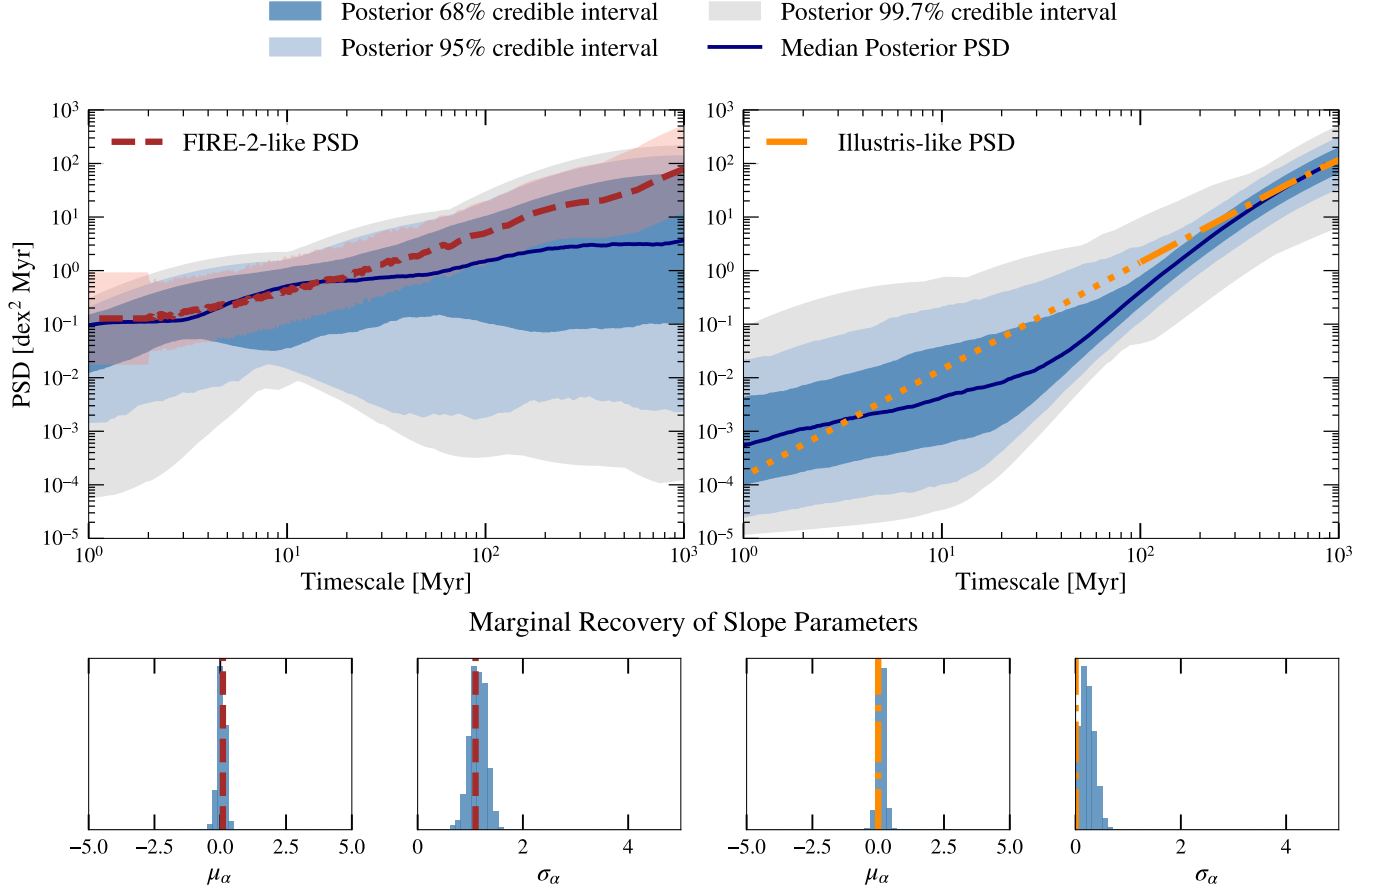 Posterior 68% credible interval
Posterior 99.7% credible interval
Posterior 95% credible interval
Median Posterior PSD
10³
10²
10¹
10⁰
10⁻¹
10⁻²
10⁻³
10⁻⁴
10⁻⁵
PSD [dex² Myr]
FIRE-2-like PSD
10⁰
10¹
10²
10³
Timescale [Myr]
10³
10²
10¹
10⁰
10⁻¹
10⁻²
10⁻³
10⁻⁴
10⁻⁵
Illustris-like PSD
10⁰
10¹
10²
10³
Timescale [Myr]
Marginal Recovery of Slope Parameters
−5.0 −2.5 0.0 2.5 5.0
μα
0 2 4
σα
−5.0 −2.5 0.0 2.5 5.0
μα
0 2 4
σα